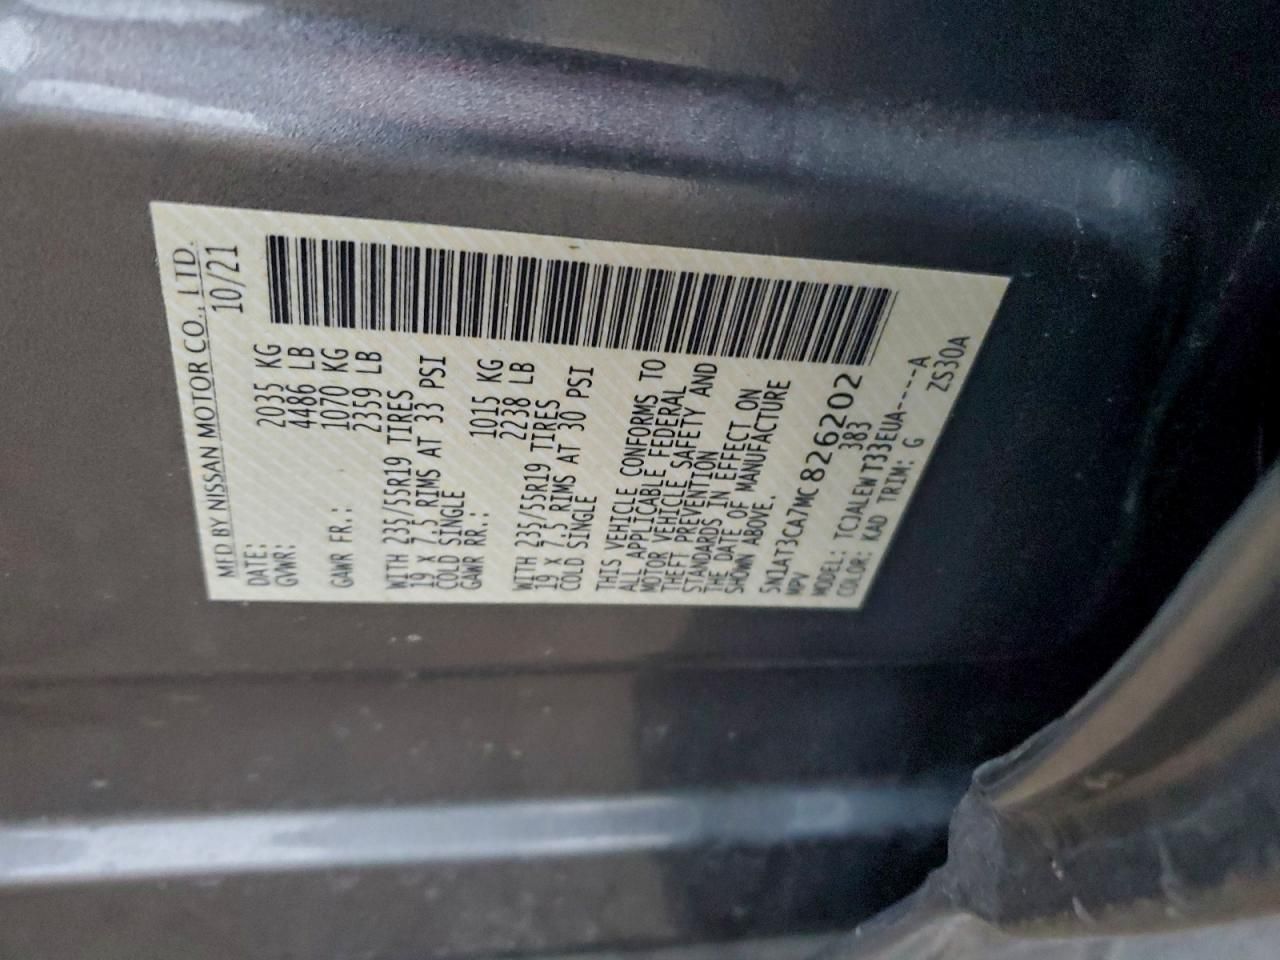 MFD BY NISSAN MOTOR CO., LTD.
DATE: 10/21
GVWR: 2035 KG
4486 LB
GAWR FR.: 1070 KG
2359 LB
WITH 235/55R19 TIRES
19 X 7.5 RIMS AT 33 PSI
COLD SINGLE
GAWR RR.: 1015 KG
2238 LB
WITH 235/55R19 TIRES
19 X 7.5 RIMS AT 30 PSI
COLD SINGLE
THIS VEHICLE CONFORMS TO
ALL APPLICABLE FEDERAL
MOTOR VEHICLE SAFETY AND
THEFT PREVENTION
STANDARDS IN EFFECT ON
THE DATE OF MANUFACTURE
SHOWN ABOVE.
5N1AT3CA7MC826202
MPV 383
MODEL: TCJALEWT33EUA----A
COLOR: KAD TRIM: G ZS30A